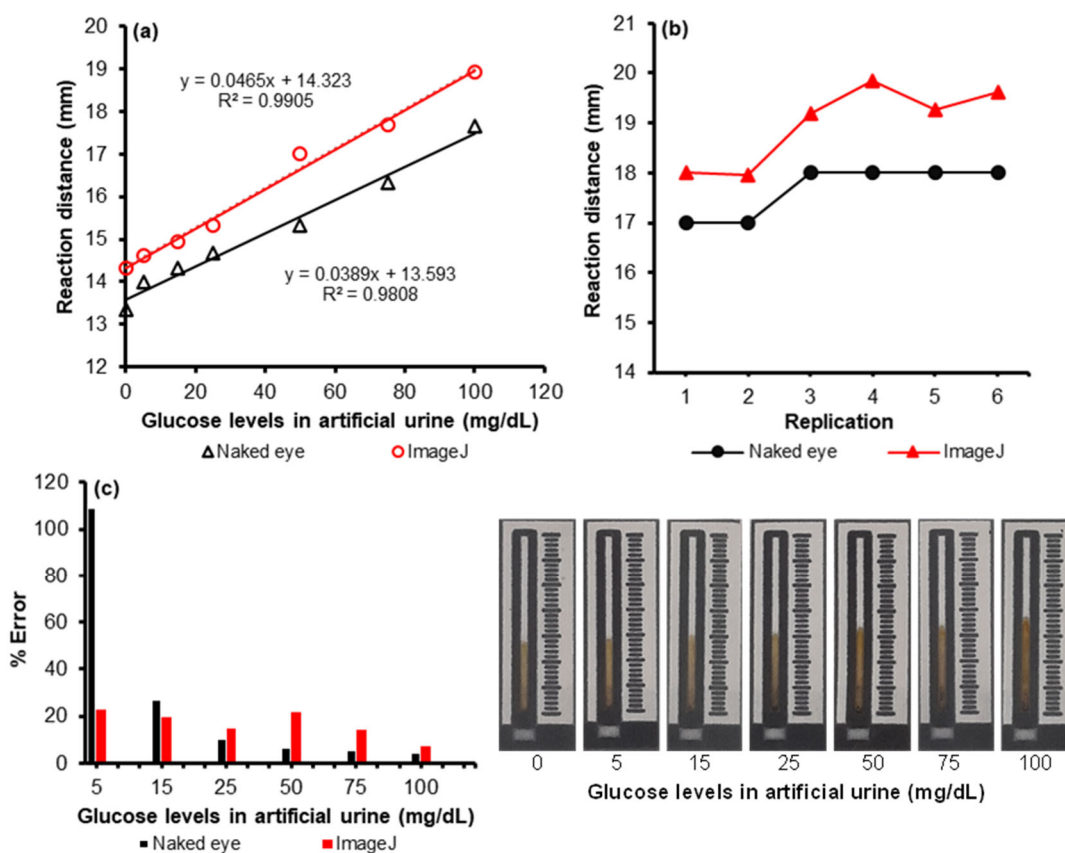 (a)
20
19
18
17
16
15
14
13
12
Reaction distance (mm)
y = 0.0465x + 14.323
R² = 0.9905
y = 0.0389x + 13.593
R² = 0.9808
0 20 40 60 80 100 120
Glucose levels in artificial urine (mg/dL)
Naked eye ImageJ
(b)
21
20
19
18
17
16
15
14
Reaction distance (mm)
1 2 3 4 5 6
Replication
Naked eye ImageJ
(c)
120
100
80
60
40
20
0
% Error
5 15 25 50 75 100
Glucose levels in artificial urine (mg/dL)
Naked eye ImageJ
0 5 15 25 50 75 100
Glucose levels in artificial urine (mg/dL)